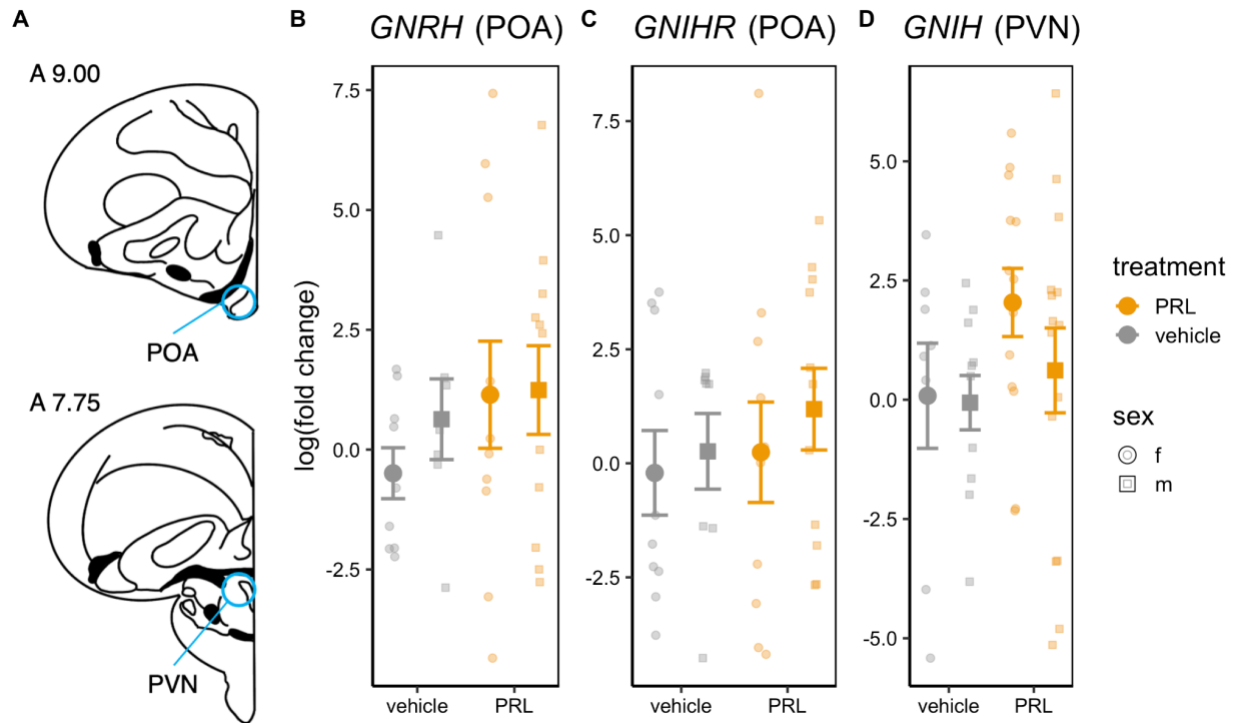 A
A 9.00
POA
A 7.75
PVN
B
GNRH (POA)
log(fold change)
7.5
5.0
2.5
0.0
-2.5
vehicle PRL
C
GNIHR (POA)
7.5
5.0
2.5
0.0
-2.5
vehicle PRL
D
GNIH (PVN)
5.0
2.5
0.0
-2.5
-5.0
vehicle PRL
treatment
PRL
vehicle
sex
f
m